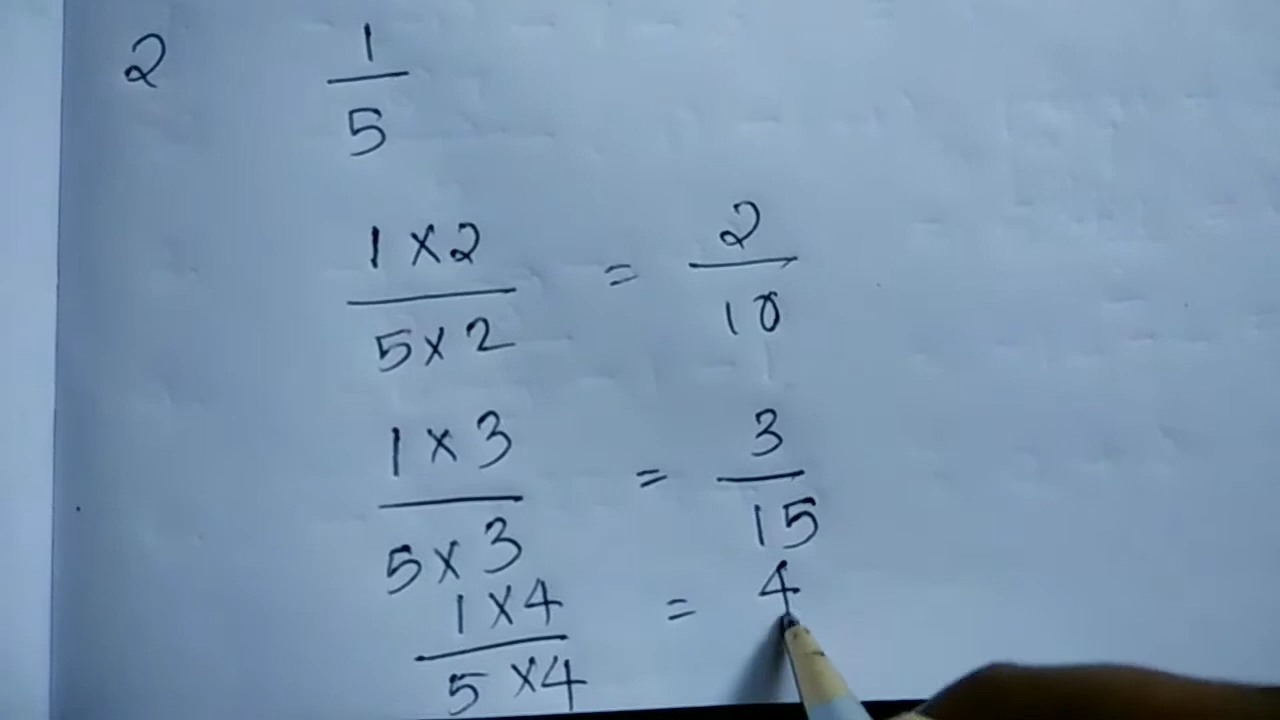 2 1
5
1 × 2 = 2
5 × 2 10
1 × 3 = 3
5 × 3 15
1 × 4 = 4
5 × 4